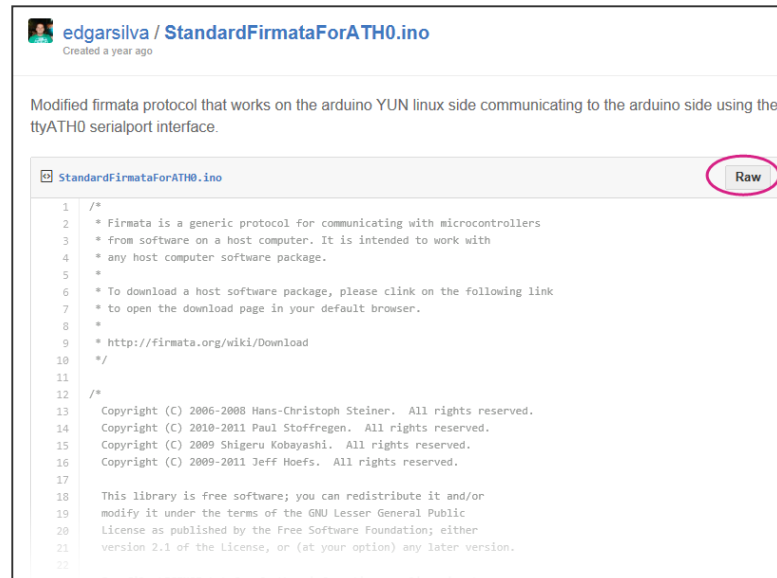 edgarsilva / StandardFirmataForATH0.ino
Created a year ago
Modified firmata protocol that works on the arduino YUN linux side communicating to the arduino side using the
ttyATH0 serialport interface.
StandardFirmataForATH0.ino
Raw
1 /*
2 * Firmata is a generic protocol for communicating with microcontrollers
3 * from software on a host computer. It is intended to work with
4 * any host computer software package.
5 *
6 * To download a host software package, please clink on the following link
7 * to open the download page in your default browser.
8 *
9 * http://firmata.org/wiki/Download
10 */
11
12 /*
13 Copyright (C) 2006-2008 Hans-Christoph Steiner. All rights reserved.
14 Copyright (C) 2010-2011 Paul Stoffregen. All rights reserved.
15 Copyright (C) 2009 Shigeru Kobayashi. All rights reserved.
16 Copyright (C) 2009-2011 Jeff Hoefs. All rights reserved.
17
18 This library is free software; you can redistribute it and/or
19 modify it under the terms of the GNU Lesser General Public
20 License as published by the Free Software Foundation; either
21 version 2.1 of the License, or (at your option) any later version.
22